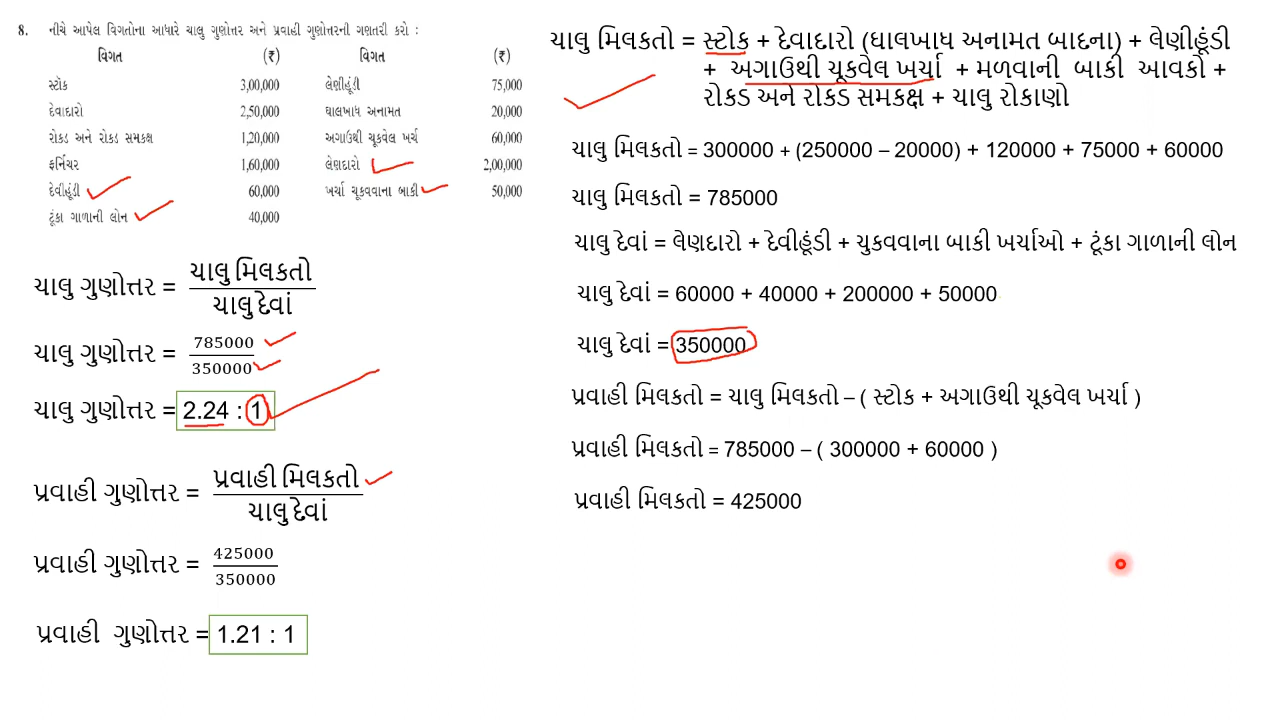 8. નીચે આપેલ વિગતોના આધારે ચાલુ ગુણોત્તર અને પ્રવાહી ગુણોત્તરની ગણતરી કરો :
વિગત (₹) વિગત (₹)
સ્ટૉક 3,00,000 લેણીહૂંડી 75,000
દેવાદારો 2,50,000 ઘાલખાધ અનામત 20,000
રોકડ અને રોકડ સમકક્ષ 1,20,000 અગાઉથી ચૂકવેલ ખર્ચ 60,000
ફર્નિચર 1,60,000 લેણદારો 2,00,000
દેવીહૂંડી 60,000 ખર્ચા ચૂકવવાના બાકી 50,000
ટૂંકા ગાળાની લોન 40,000
ચાલુ ગુણોત્તર = ચાલુ મિલકતો
ચાલુ દેવાં
ચાલુ ગુણોત્તર = 785000
350000
ચાલુ ગુણોત્તર = 2.24 : 1
પ્રવાહી ગુણોત્તર = પ્રવાહી મિલકતો
ચાલુ દેવાં
પ્રવાહી ગુણોત્તર = 425000
350000
પ્રવાહી ગુણોત્તર = 1.21 : 1
ચાલુ મિલકતો = સ્ટોક + દેવાદારો (ઘાલખાધ અનામત બાદના) + લેણીહૂંડી
+ અગાઉથી ચૂકવેલ ખર્ચા + મળવાની બાકી આવકો +
રોકડ અને રોકડ સમકક્ષ + ચાલુ રોકાણો
ચાલુ મિલકતો = 300000 + (250000 – 20000) + 120000 + 75000 + 60000
ચાલુ મિલકતો = 785000
ચાલુ દેવાં = લેણદારો + દેવીહૂંડી + ચુકવવાના બાકી ખર્ચાઓ + ટૂંકા ગાળાની લોન
ચાલુ દેવાં = 60000 + 40000 + 200000 + 50000
ચાલુ દેવાં = 350000
પ્રવાહી મિલકતો = ચાલુ મિલકતો – ( સ્ટોક + અગાઉથી ચૂકવેલ ખર્ચા )
પ્રવાહી મિલકતો = 785000 – ( 300000 + 60000 )
પ્રવાહી મિલકતો = 425000